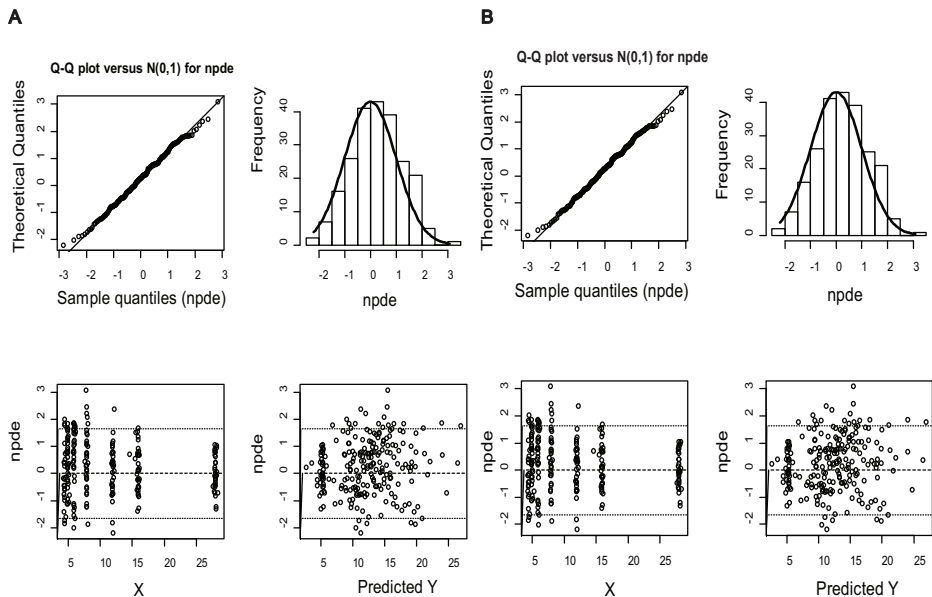 A
B
Q-Q plot versus N(0,1) for npde
Theoretical Quantiles
3
2
1
0
-1
-2
-3 -2 -1 0 1 2 3
Sample quantiles (npde)
Frequency
40
30
20
10
0
-2 -1 0 1 2 3
npde
Q-Q plot versus N(0,1) for npde
Theoretical Quantiles
3
2
1
0
-1
-2
-3 -2 -1 0 1 2 3
Sample quantiles (npde)
Frequency
40
30
20
10
0
-2 -1 0 1 2 3
npde
npde
3
2
1
0
-1
-2
5 10 15 20 25
X
npde
3
2
1
0
-1
-2
5 10 15 20 25
Predicted Y
npde
3
2
1
0
-1
-2
5 10 15 20 25
X
npde
3
2
1
0
-1
-2
5 10 15 20 25
Predicted Y